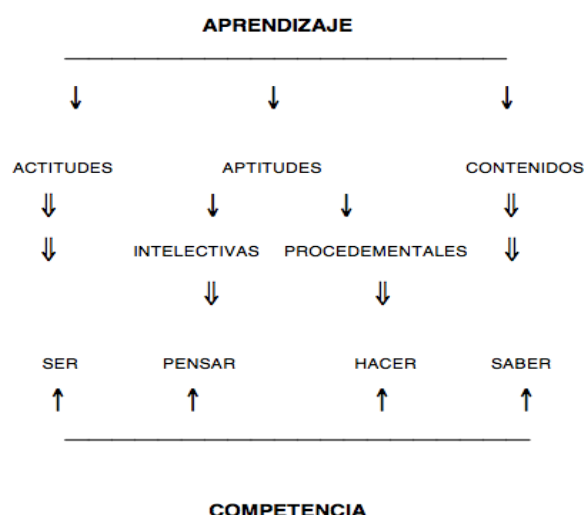 APRENDIZAJE
ACTITUDES APTITUDES CONTENIDOS
INTELECTIVAS PROCEDEMENTALES
SER PENSAR HACER SABER
COMPETENCIA